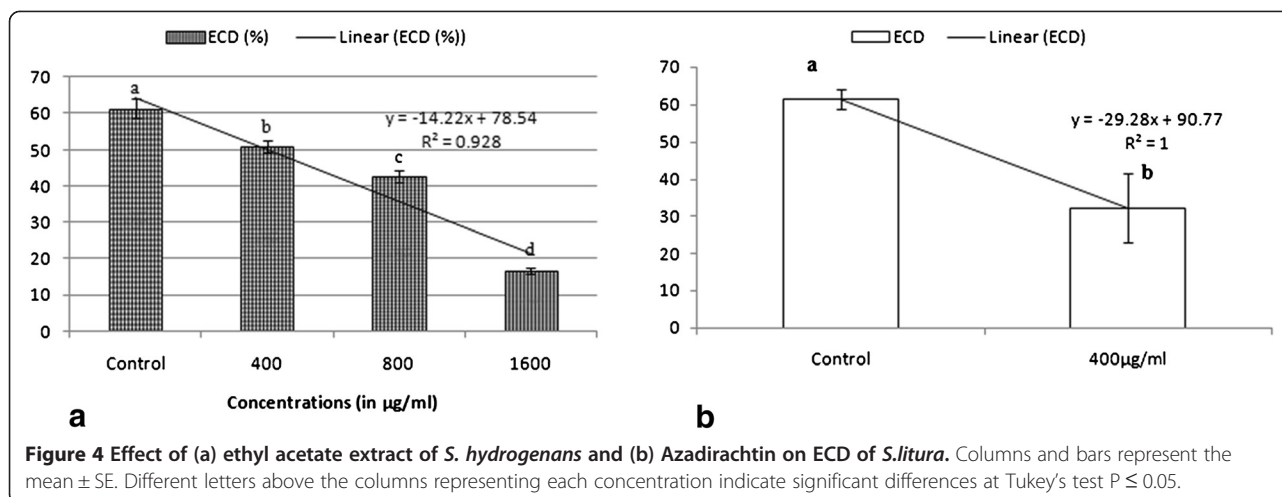 ECD (%) Linear (ECD (%))
70
60
50
40
30
20
10
0
a
b
c
d
y = -14.22x + 78.54
R² = 0.928
Control 400 800 1600
Concentrations (in µg/ml)
a
ECD Linear (ECD)
70
60
50
40
30
20
10
0
a
b
y = -29.28x + 90.77
R² = 1
Control 400µg/ml
b
Figure 4 Effect of (a) ethyl acetate extract of S. hydrogenans and (b) Azadirachtin on ECD of S.litura. Columns and bars represent the
mean ± SE. Different letters above the columns representing each concentration indicate significant differences at Tukey's test P ≤ 0.05.